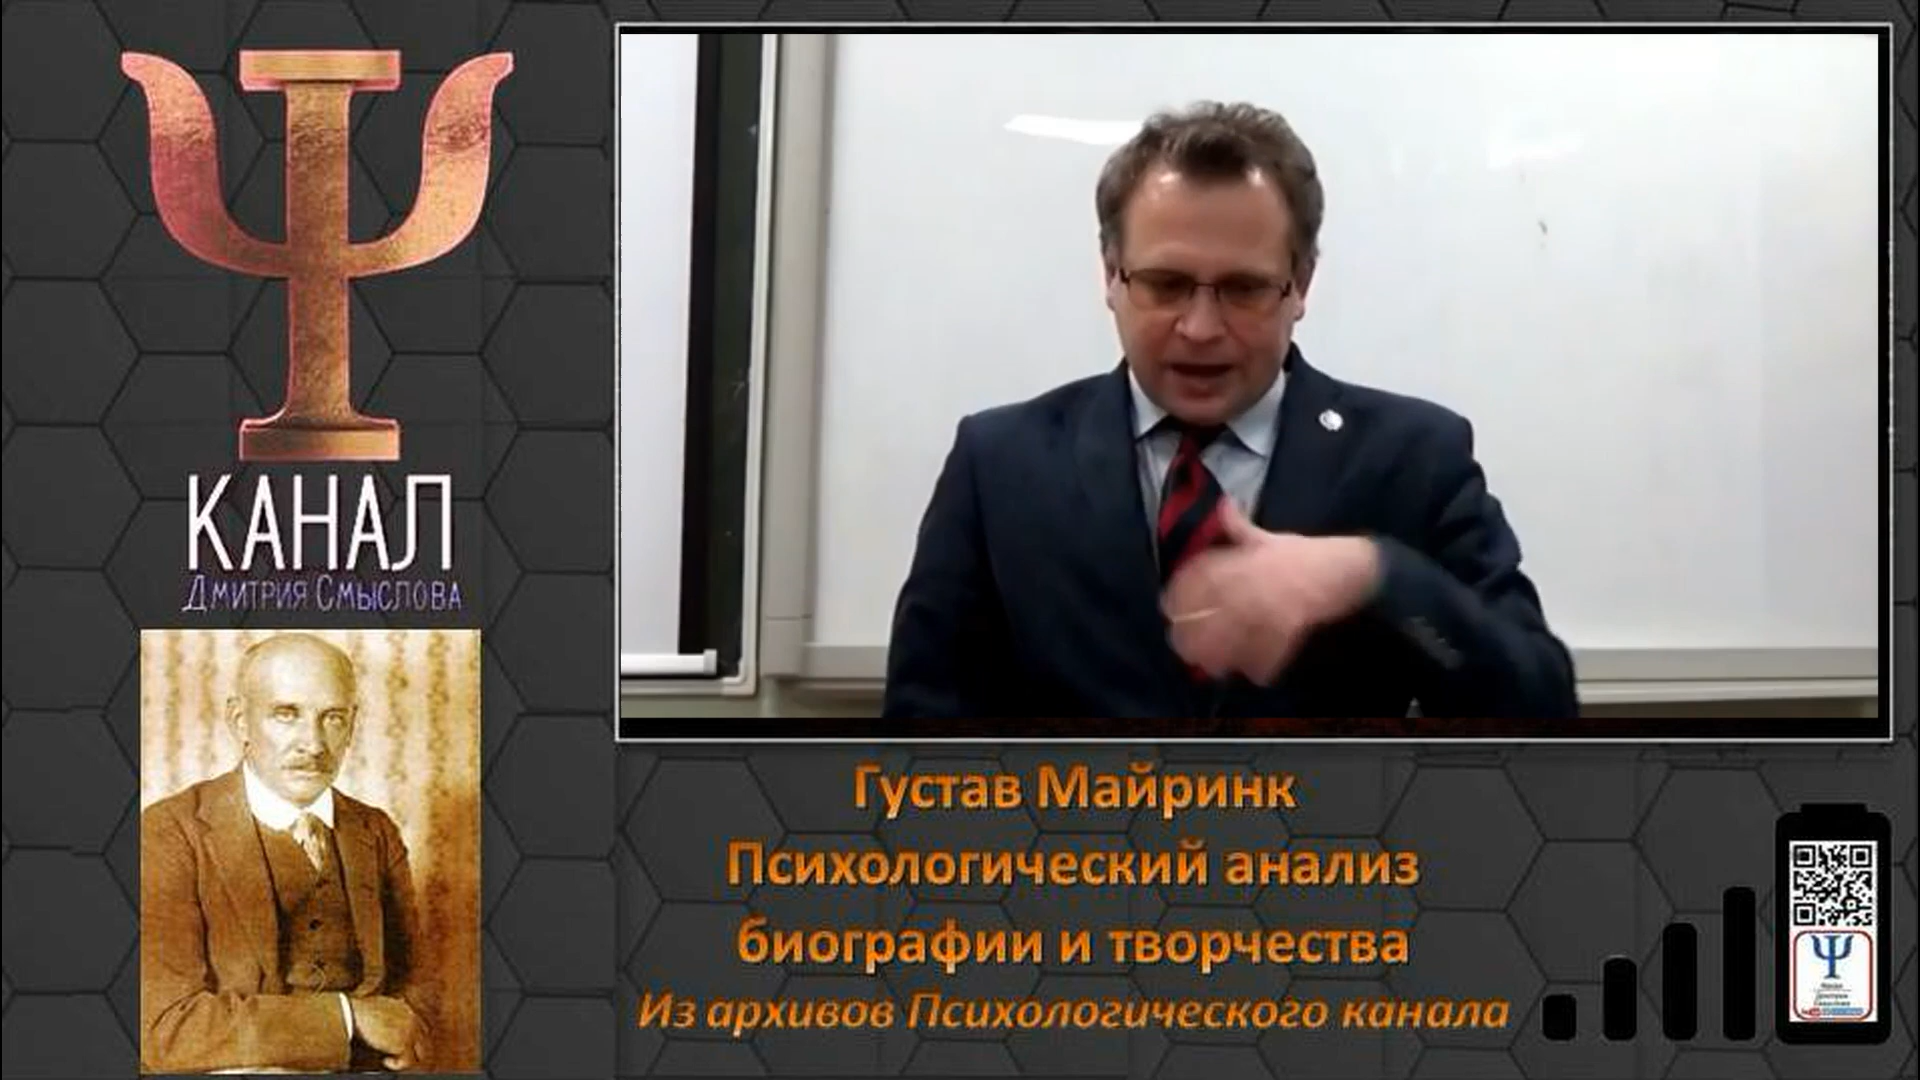 Ψ
КАНАЛ
Дмитрия Смыслова
Густав Майринк
Психологический анализ
биографии и творчества
Из архивов Психологического канала
Ψ